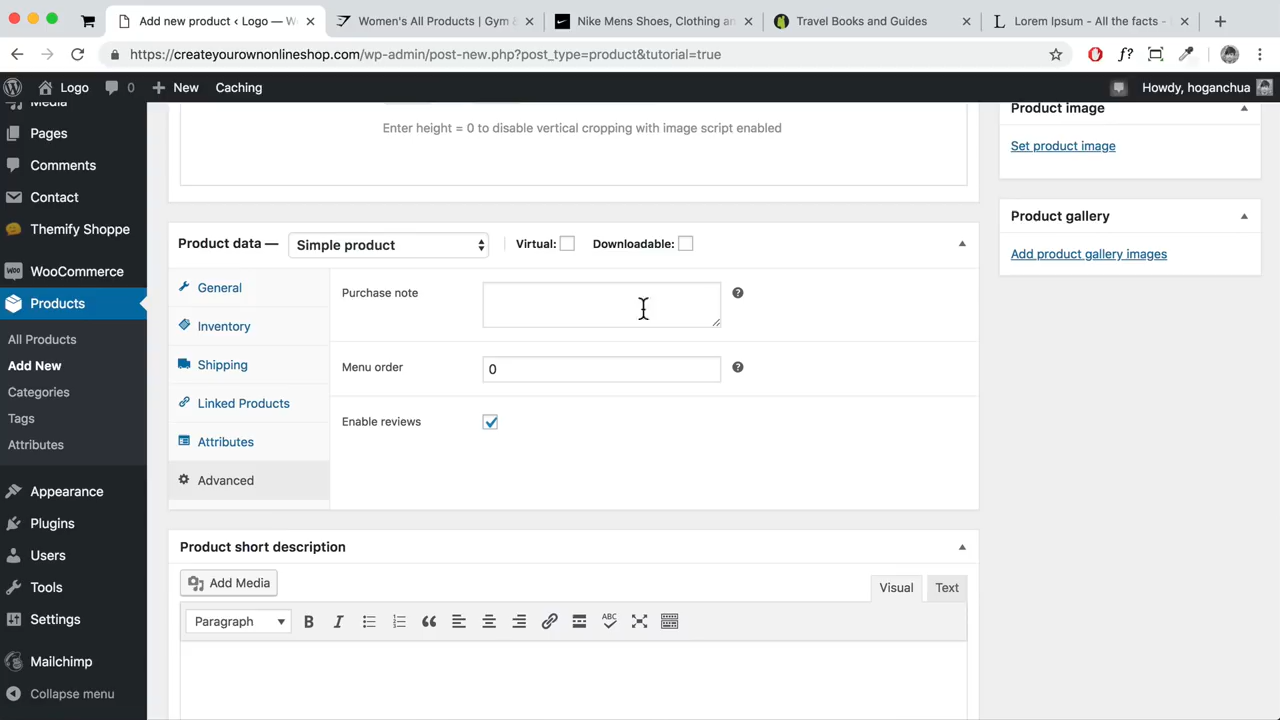 Add new product ‹ Logo — W
Women's All Products | Gym
Nike Mens Shoes, Clothing an
Travel Books and Guides
Lorem Ipsum - All the facts -
https://createyourownonlineshop.com/wp-admin/post-new.php?post_type=product&tutorial=true
f?
Logo
0
New
Caching
Howdy, hoganchua
Media
Pages
Comments
Contact
Themify Shoppe
WooCommerce
Products
All Products
Add New
Categories
Tags
Attributes
Appearance
Plugins
Users
Tools
Settings
Mailchimp
Collapse menu
Enter height = 0 to disable vertical cropping with image script enabled
Product data —
Simple product
Virtual:
Downloadable:
General
Inventory
Shipping
Linked Products
Attributes
Advanced
Purchase note
Menu order
0
Enable reviews
Product short description
Add Media
Visual
Text
Paragraph
B
I
ABC
Product image
Set product image
Product gallery
Add product gallery images